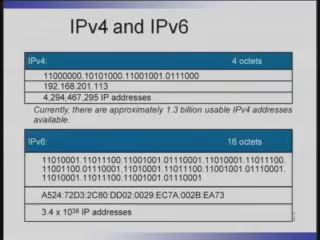 IPv4 and IPv6
IPv4: 4 octets
11000000.10101000.11001001.0111000
192.168.201.113
4,294,467,295 IP addresses
Currently, there are approximately 1.3 billion usable IPv4 addresses
available.
IPv6: 16 octets
11010001.11011100.11001001.01110001.11010001.11011100.
11001100.01110001.11010001.11011100.11001001.01110001.
11010001.11011100.11001001.01110001
A524:72D3:2C80:DD02:0029:EC7A:002B:EA73
3.4 x 10³⁸ IP addresses